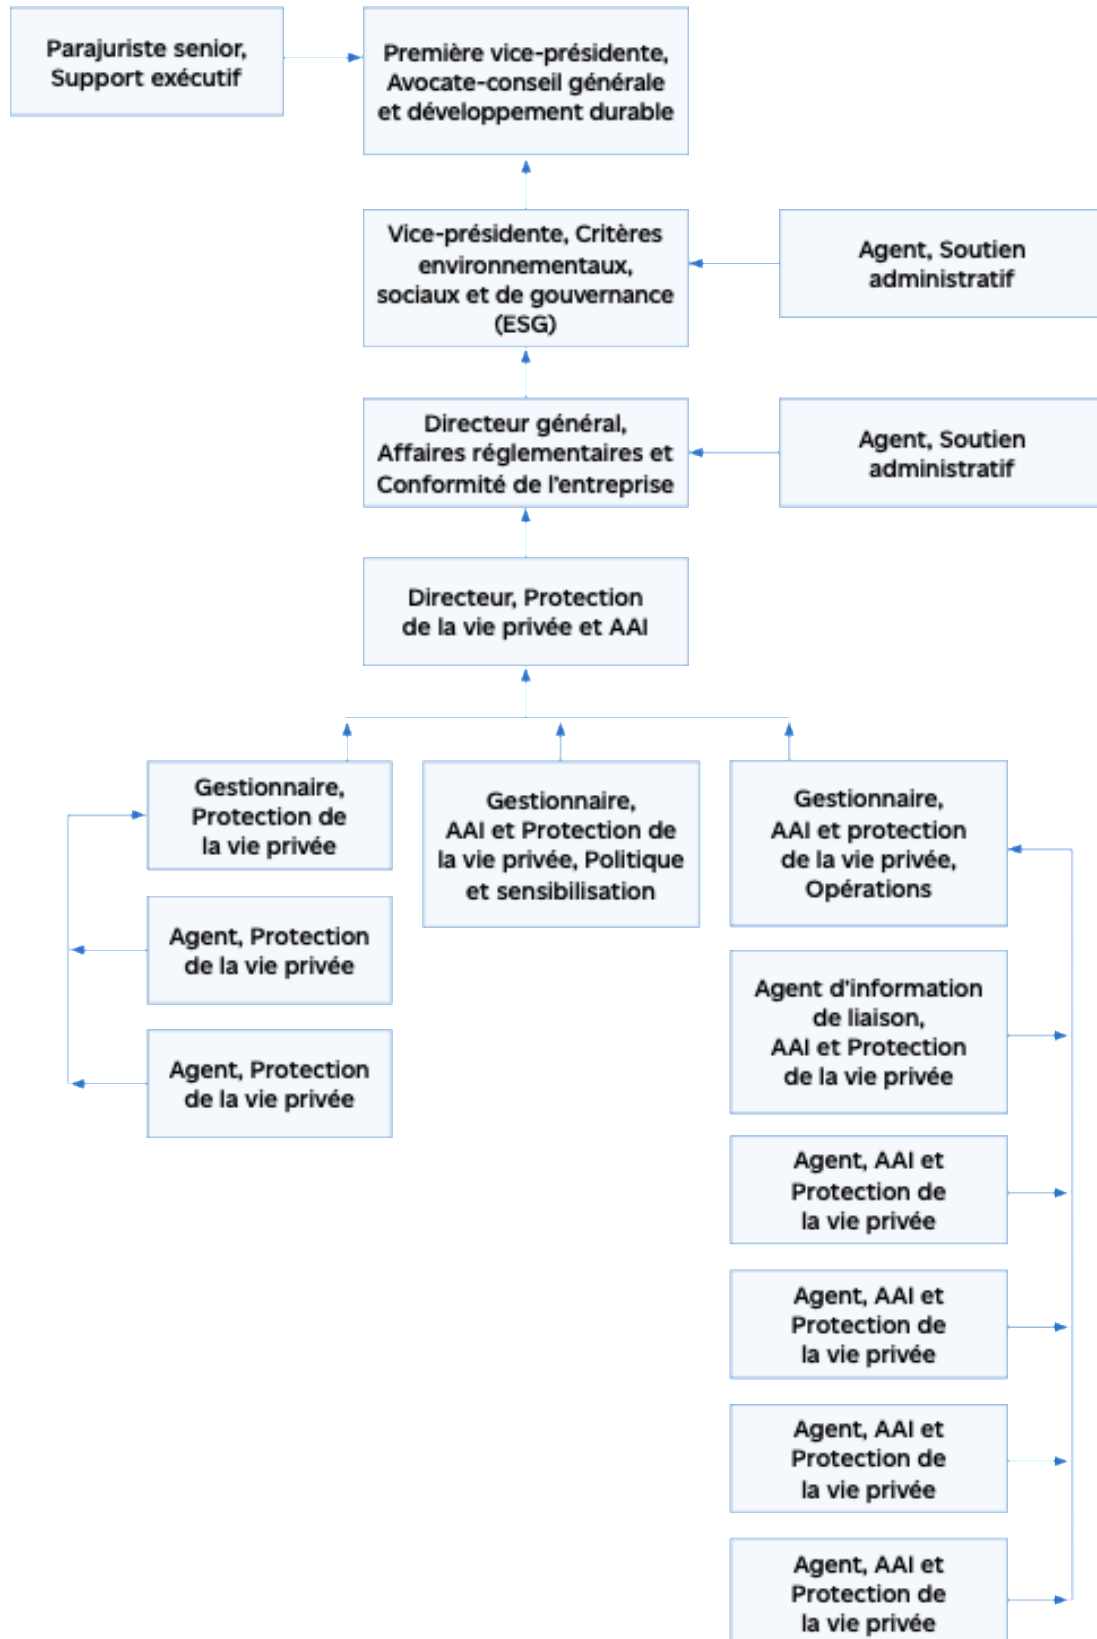 Parajuriste senior,
Support exécutif
Première vice-présidente,
Avocate-conseil générale
et développement durable
Vice-présidente, Critères
environnementaux,
sociaux et de gouvernance
(ESG)
Agent, Soutien
administratif
Directeur général,
Affaires réglementaires et
Conformité de l'entreprise
Agent, Soutien
administratif
Directeur, Protection
de la vie privée et AAI
Gestionnaire,
Protection de
la vie privée
Gestionnaire,
AAI et Protection de
la vie privée, Politique
et sensibilisation
Gestionnaire,
AAI et protection
de la vie privée,
Opérations
Agent, Protection
de la vie privée
Agent, Protection
de la vie privée
Agent d'information
de liaison,
AAI et Protection
de la vie privée
Agent, AAI et
Protection de
la vie privée
Agent, AAI et
Protection de
la vie privée
Agent, AAI et
Protection de
la vie privée
Agent, AAI et
Protection de
la vie privée